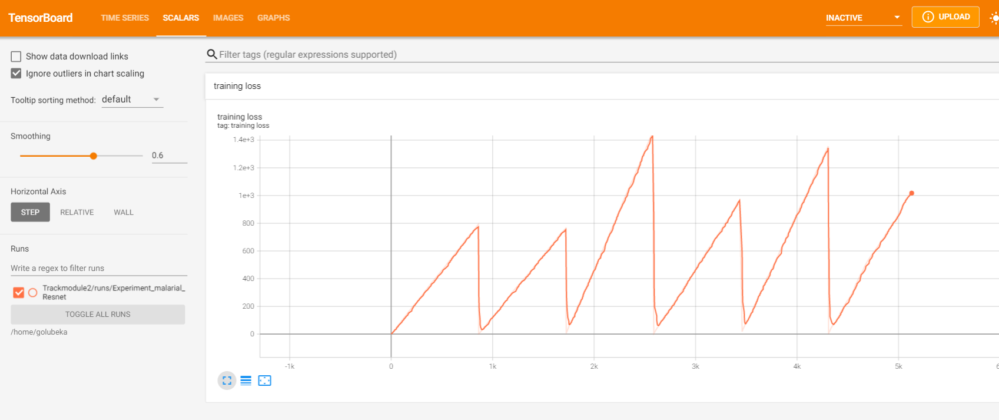 TensorBoard
TIME SERIES SCALARS IMAGES GRAPHS
INACTIVE
UPLOAD
Show data download links
Ignore outliers in chart scaling
Tooltip sorting method: default
Smoothing
0.6
Horizontal Axis
STEP RELATIVE WALL
Runs
Write a regex to filter runs
Trackmodule2/runs/Experiment_malarial_
Resnet
TOGGLE ALL RUNS
/home/golubeka
Filter tags (regular expressions supported)
training loss
training loss
tag: training loss
1.4e+3
1.2e+3
1e+3
800
600
400
200
0
-1k 0 1k 2k 3k 4k 5k